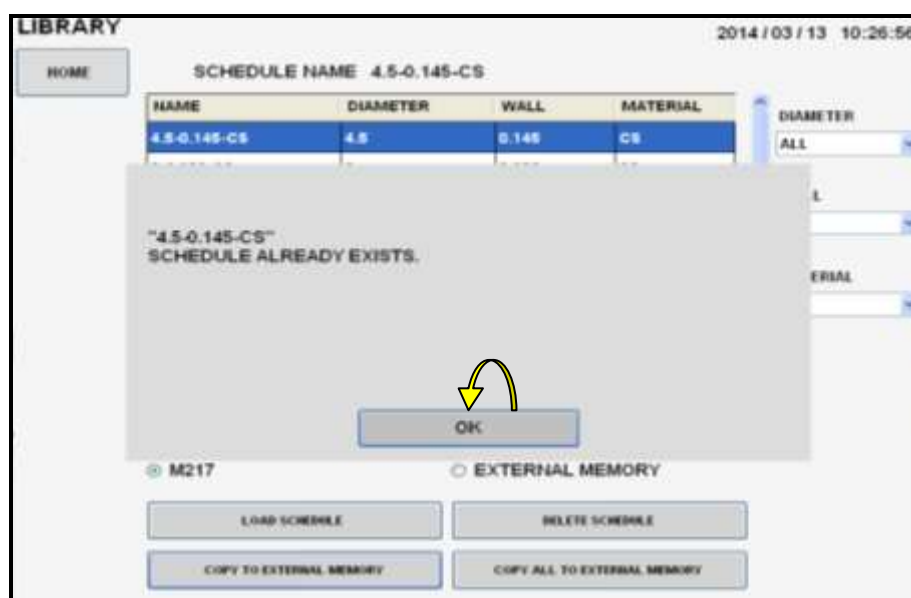 LIBRARY
2014 / 03 / 13 10:26:56
HOME
SCHEDULE NAME 4.5-0.145-CS
NAME DIAMETER WALL MATERIAL
4.5-0.145-CS 4.5 0.145 CS
DIAMETER
ALL
L
"4.5-0.145-CS"
SCHEDULE ALREADY EXISTS.
ERIAL
OK
M217 EXTERNAL MEMORY
LOAD SCHEDULE DELETE SCHEDULE
COPY TO EXTERNAL MEMORY COPY ALL TO EXTERNAL MEMORY